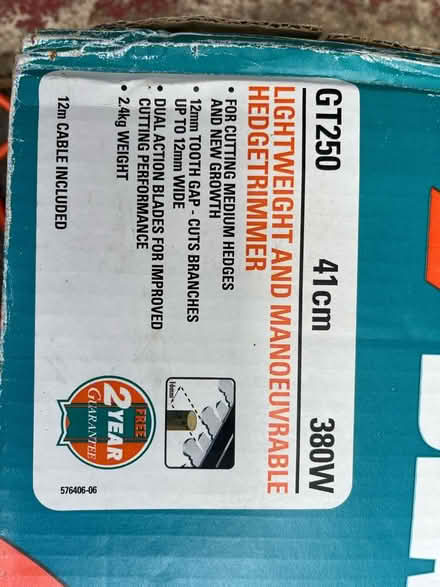 GT250 41cm 380W
LIGHTWEIGHT AND MANOEUVRABLE
HEDGETRIMMER
• FOR CUTTING MEDIUM HEDGES
AND NEW GROWTH
• 12mm TOOTH GAP - CUTS BRANCHES
UP TO 12mm WIDE
• DUAL ACTION BLADES FOR IMPROVED
CUTTING PERFORMANCE
• 2.4kg WEIGHT
12m CABLE INCLUDED
FREE
2 YEAR
GUARANTEE
576406-06